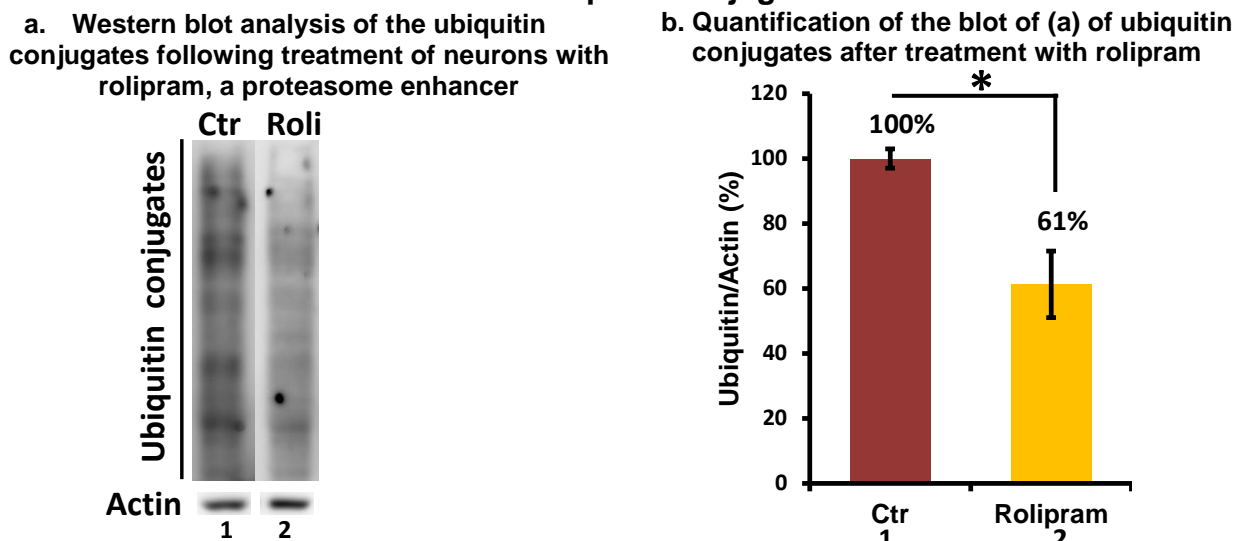 a. Western blot analysis of the ubiquitin
conjugates following treatment of neurons with
rolipram, a proteasome enhancer
Ctr Roli
Ubiquitin conjugates
Actin
1 2
b. Quantification of the blot of (a) of ubiquitin
conjugates after treatment with rolipram
*
120
100
80
60
40
20
0
Ubiquitin/Actin (%)
100%
61%
Ctr Rolipram
1 2